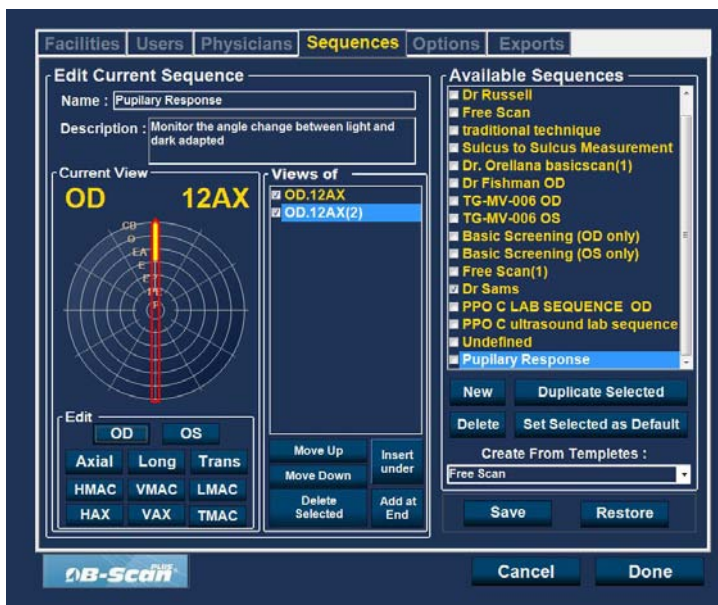 Facilities Users Physicians Sequences Options Exports
Edit Current Sequence
Name : Pupilary Response
Description : Monitor the angle change between light and
dark adapted
Current View
OD 12AX
CB
O
EA
E
E
P
Edit
OD OS
Axial Long Trans
HMAC VMAC LMAC
HAX VAX TMAC
Views of
OD.12AX
OD.12AX(2)
Move Up
Move Down
Delete
Selected
Insert
under
Add at
End
Available Sequences
Dr Russell
Free Scan
traditional technique
Sulcus to Sulcus Measurement
Dr. Orellana basicscan(1)
Dr Fishman OD
TG-MV-006 OD
TG-MV-006 OS
Basic Screening (OD only)
Basic Screening (OS only)
Free Scan(1)
Dr Sams
PPO C LAB SEQUENCE OD
PPO C ultrasound lab sequence
Undefined
Pupilary Response
New Duplicate Selected
Delete Set Selected as Default
Create From Templetes :
Free Scan
Save Restore
B-Scan PLUS
Cancel Done